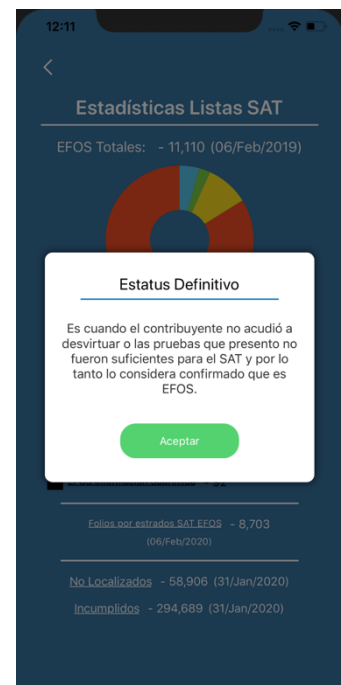 12:11
Estadísticas Listas SAT
EFOS Totales: - 11,110 (06/Feb/2019)
Estatus Definitivo
Es cuando el contribuyente no acudió a
desvirtuar o las pruebas que presento no
fueron suficientes para el SAT y por lo
tanto lo considera confirmado que es
EFOS.
Aceptar
Folios por estrados SAT EFOS - 8,703
(06/Feb/2020)
No Localizados - 58,906 (31/Jan/2020)
Incumplidos - 294,689 (31/Jan/2020)